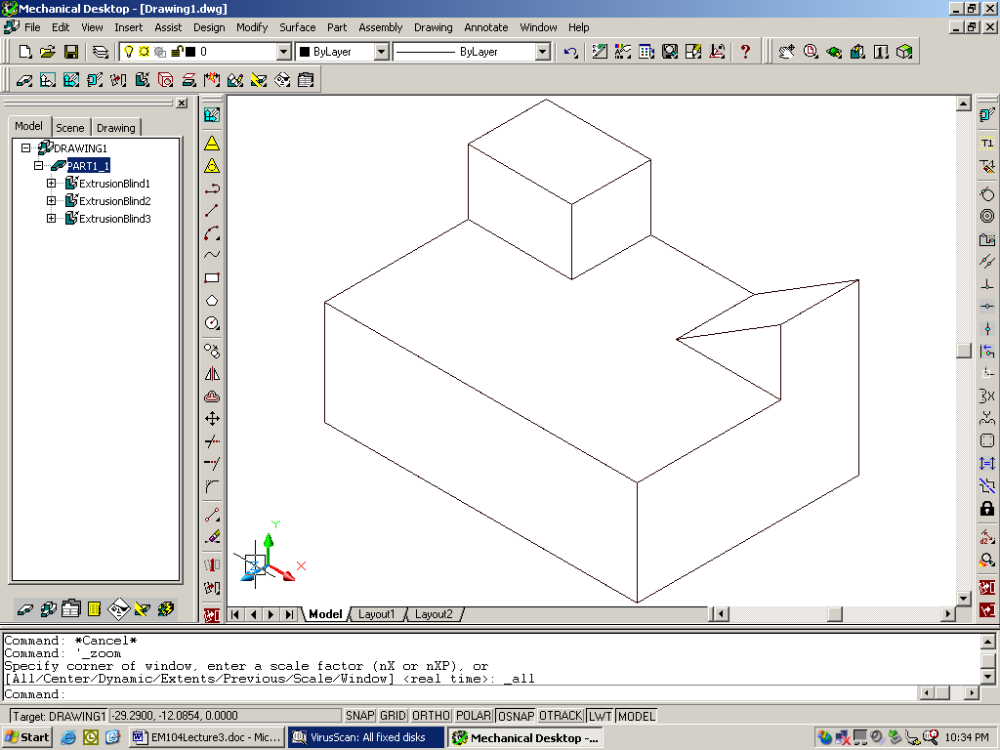 Mechanical Desktop - [Drawing1.dwg]
File Edit View Insert Assist Design Modify Surface Part Assembly Drawing Annotate Window Help
0 ByLayer ByLayer
Model Scene Drawing
DRAWING1
PART1_1
ExtrusionBlind1
ExtrusionBlind2
ExtrusionBlind3
T1
3x
d2
Y
X
Z
Model Layout1 Layout2
Command: *Cancel*
Command: '_zoom
Specify corner of window, enter a scale factor (nX or nXP), or
[All/Center/Dynamic/Extents/Previous/Scale/Window] <real time>: _all
Command:
Target: DRAWING1 -29.2900, -12.0854, 0.0000 SNAP GRID ORTHO POLAR OSNAP OTRACK LWT MODEL
Start EM104Lecture3.doc - Mic... VirusScan: All fixed disks Mechanical Desktop -... 10:34 PM